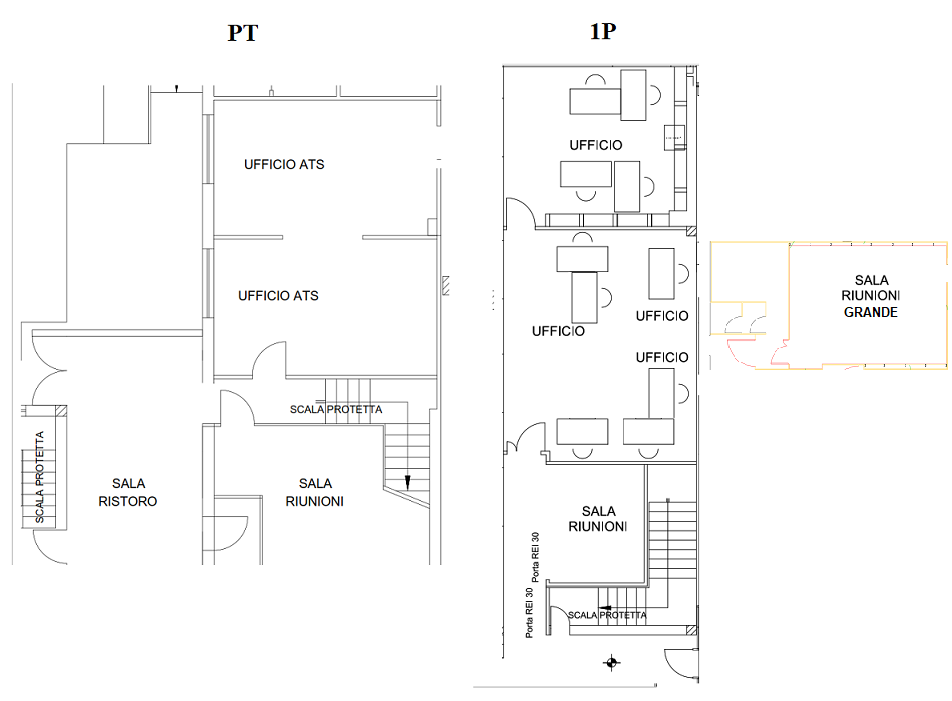 PT
UFFICIO ATS
UFFICIO ATS
SCALA PROTETTA
SCALA PROTETTA
SALA
RISTORO
SALA
RIUNIONI
1P
UFFICIO
UFFICIO
UFFICIO
UFFICIO
SALA
RIUNIONI
Porta REI 30
Porta REI 30
SCALA PROTETTA
SALA
RIUNIONI
GRANDE